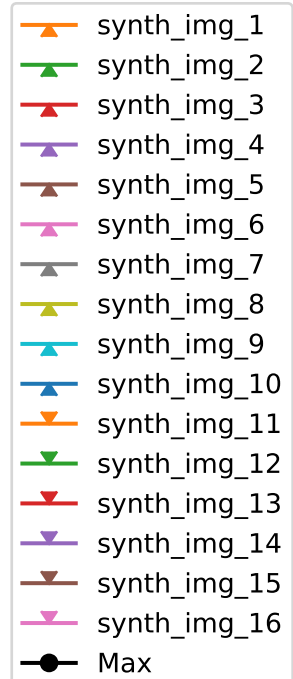 synth_img_1
synth_img_2
synth_img_3
synth_img_4
synth_img_5
synth_img_6
synth_img_7
synth_img_8
synth_img_9
synth_img_10
synth_img_11
synth_img_12
synth_img_13
synth_img_14
synth_img_15
synth_img_16
Max